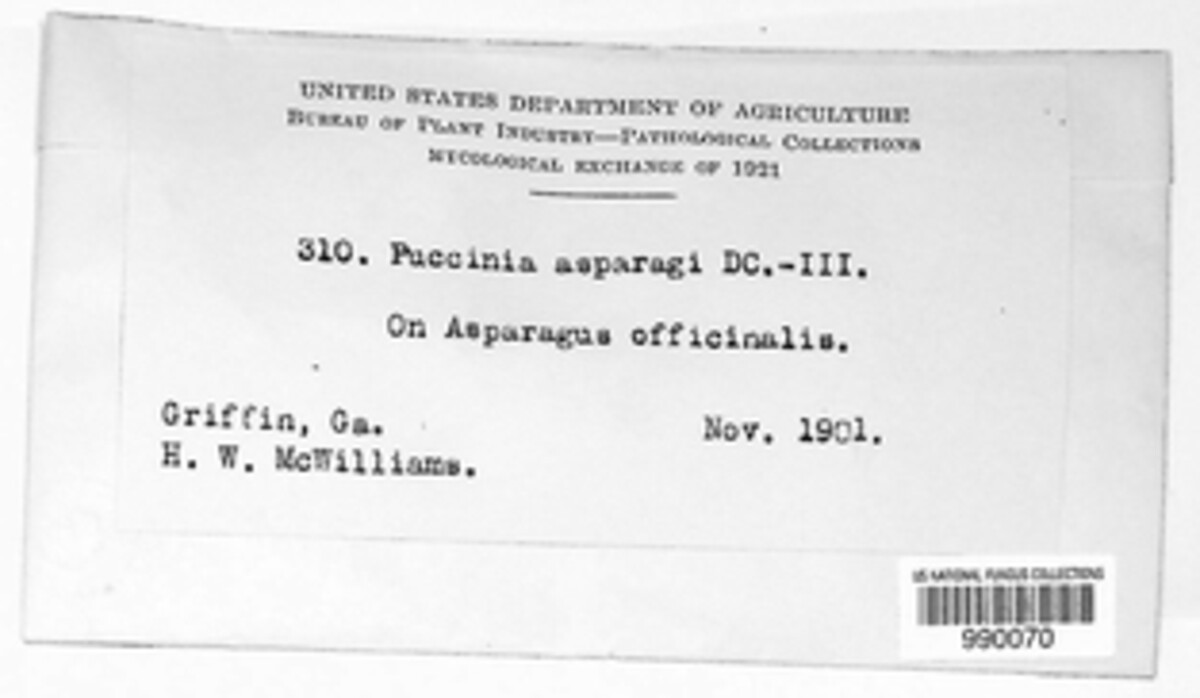 UNITED STATES DEPARTMENT OF AGRICULTURE
BUREAU OF PLANT INDUSTRY—PATHOLOGICAL COLLECTIONS
MYCOLOGICAL EXCHANGE OF 1921
310. Puccinia asparagi DC.-III.
On Asparagus officinalis.
Griffin, Ga. Nov. 1901.
H. W. McWilliams.
US NATIONAL FUNGUS COLLECTIONS
990070